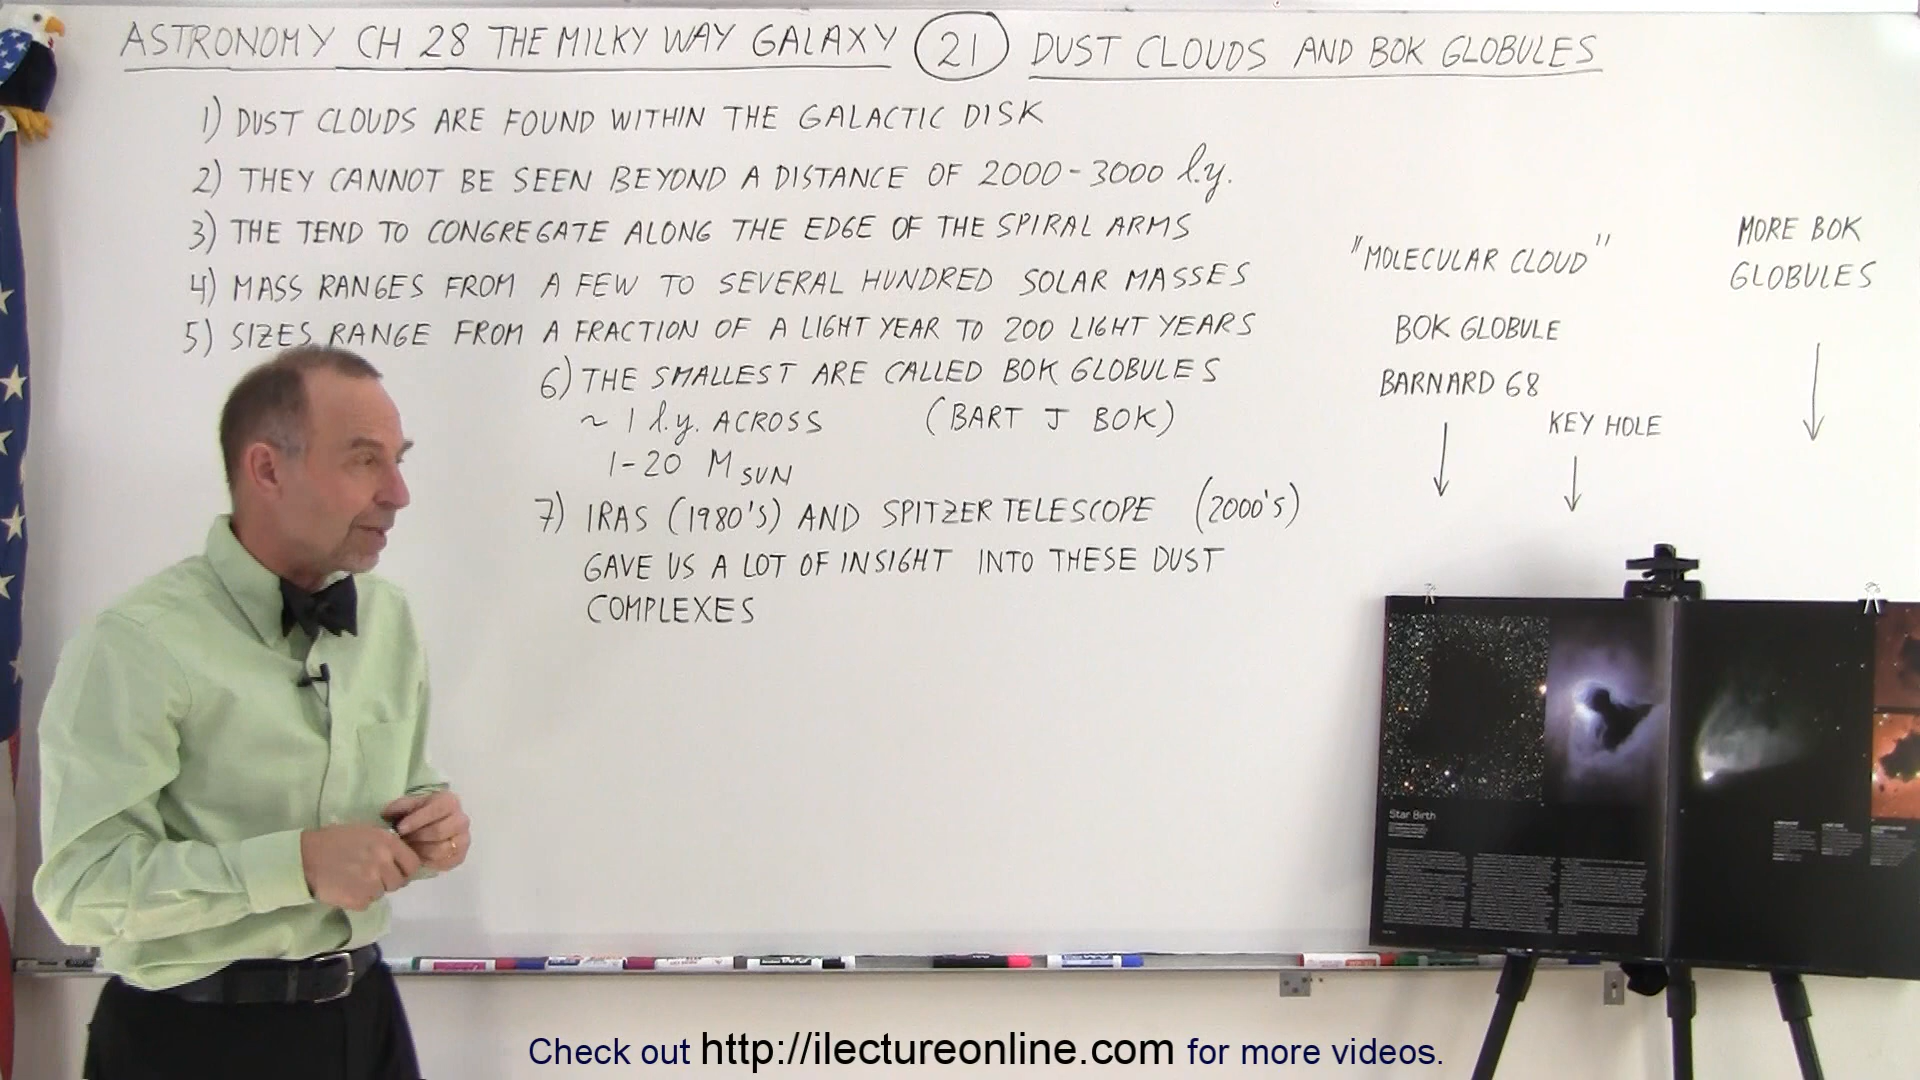 ASTRONOMY CH 28 THE MILKY WAY GALAXY 21 DUST CLOUDS AND BOK GLOBULES
1) DUST CLOUDS ARE FOUND WITHIN THE GALACTIC DISK
2) THEY CANNOT BE SEEN BEYOND A DISTANCE OF 2000-3000 l.y.
3) THE TEND TO CONGREGATE ALONG THE EDGE OF THE SPIRAL ARMS
4) MASS RANGES FROM A FEW TO SEVERAL HUNDRED SOLAR MASSES
5) SIZES RANGE FROM A FRACTION OF A LIGHT YEAR TO 200 LIGHT YEARS
6) THE SMALLEST ARE CALLED BOK GLOBULES
~ 1 l.y. ACROSS (BART J BOK)
1-20 M SUN
7) IRAS (1980'S) AND SPITZER TELESCOPE (2000'S)
GAVE US A LOT OF INSIGHT INTO THESE DUST
COMPLEXES
"MOLECULAR CLOUD"
BOK GLOBULE
BARNARD 68
KEY HOLE
MORE BOK
GLOBULES
Star Birth
Check out http://ilectureonline.com for more videos.